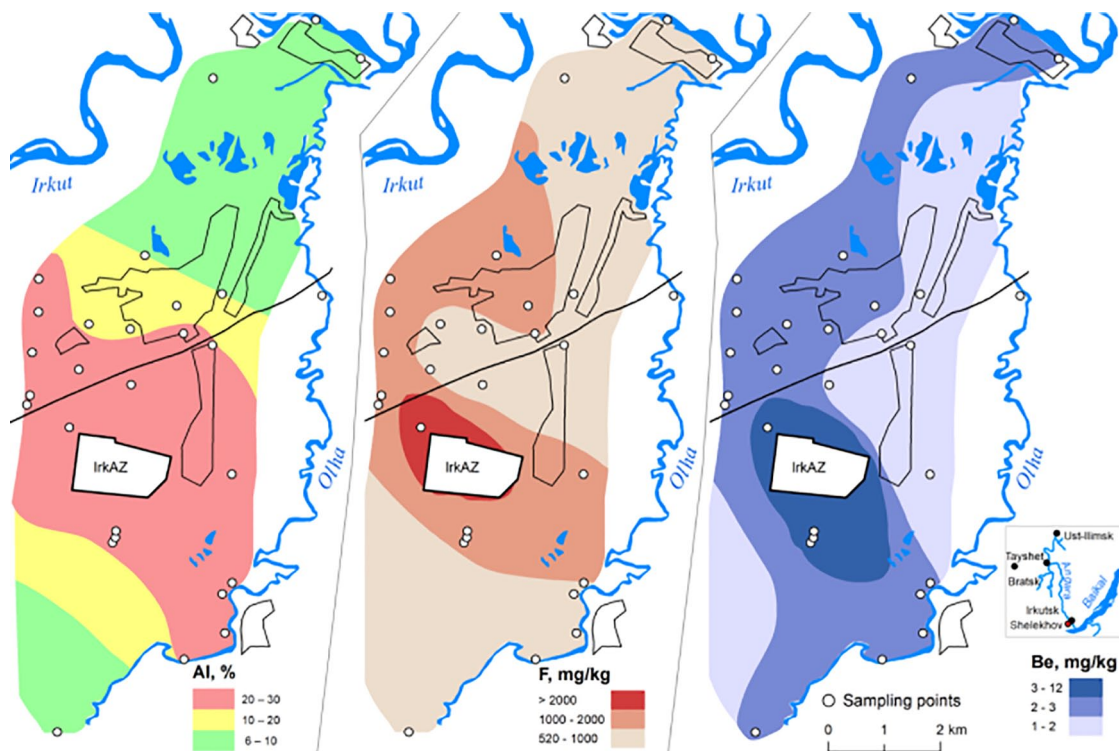 Irkut
Irkut
Irkut
IrkAZ
IrkAZ
IrkAZ
Olha
Olha
Olha
Ust-Ilimsk
Tayshet
Bratsk
Angara
Baikal
Irkutsk
Shelekhov
Al, %
20 – 30
10 – 20
6 – 10
F, mg/kg
> 2000
1000 - 2000
520 - 1000
Sampling points
0 1 2 km
Be, mg/kg
3 - 12
2 - 3
1 - 2